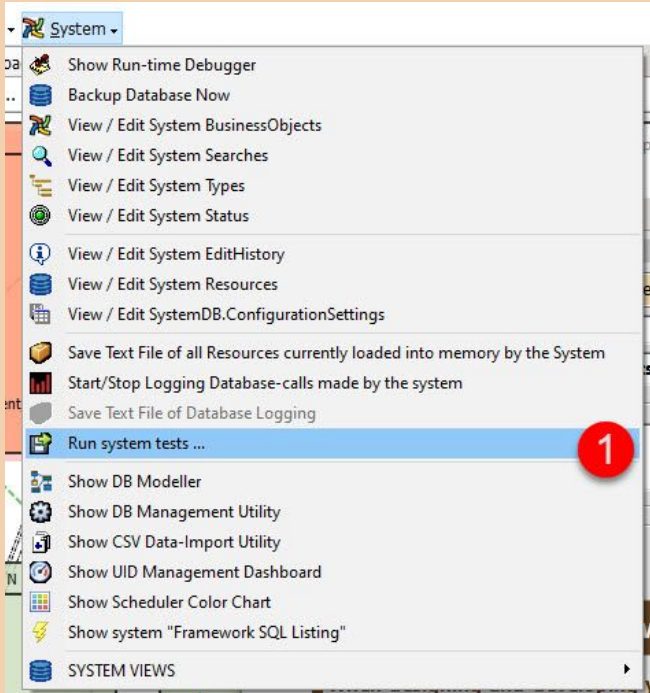 System
Show Run-time Debugger
..
Backup Database Now
View / Edit System BusinessObjects
View / Edit System Searches
View / Edit System Types
View / Edit System Status
View / Edit System EditHistory
View / Edit System Resources
View / Edit SystemDB.ConfigurationSettings
Save Text File of all Resources currently loaded into memory by the System
Start/Stop Logging Database-calls made by the system
Save Text File of Database Logging
Run system tests ...
1
Show DB Modeller
Show DB Management Utility
Show CSV Data-Import Utility
Show UID Management Dashboard
N
Show Scheduler Color Chart
Show system "Framework SQL Listing"
SYSTEM VIEWS